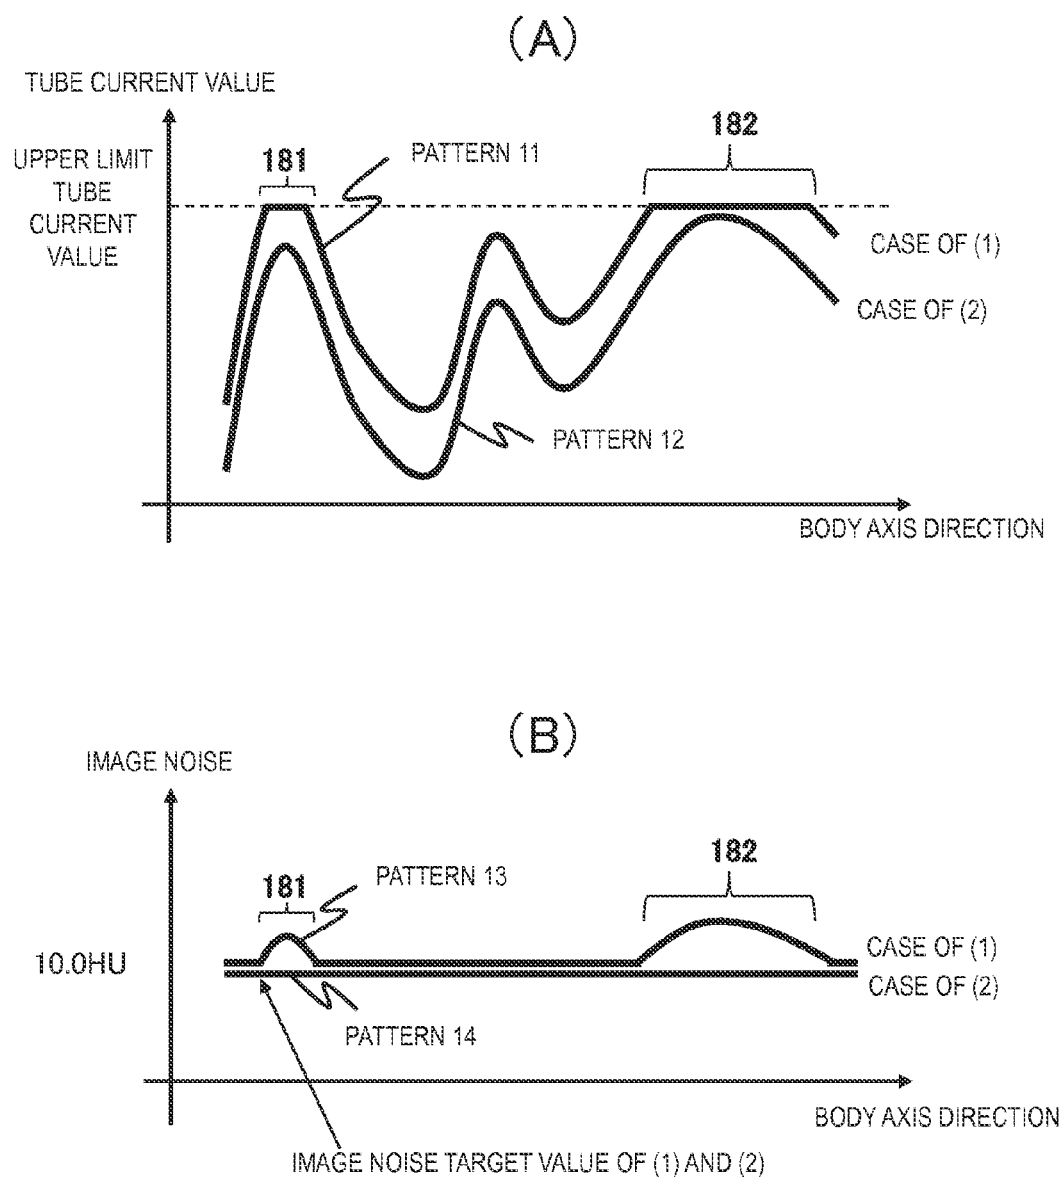 (A)
TUBE CURRENT VALUE
UPPER LIMIT
TUBE
CURRENT
VALUE
181
PATTERN 11
182
CASE OF (1)
CASE OF (2)
PATTERN 12
BODY AXIS DIRECTION
(B)
IMAGE NOISE
181
PATTERN 13
182
10.0HU
CASE OF (1)
CASE OF (2)
PATTERN 14
BODY AXIS DIRECTION
IMAGE NOISE TARGET VALUE OF (1) AND (2)